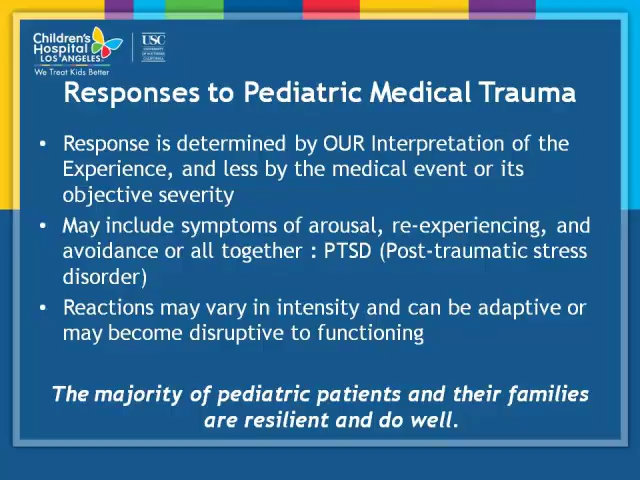 Children's
Hospital
LOS ANGELES
We Treat Kids Better
USC
UNIVERSITY
OF SOUTHERN
CALIFORNIA
Responses to Pediatric Medical Trauma
• Response is determined by OUR Interpretation of the
Experience, and less by the medical event or its
objective severity
• May include symptoms of arousal, re-experiencing, and
avoidance or all together : PTSD (Post-traumatic stress
disorder)
• Reactions may vary in intensity and can be adaptive or
may become disruptive to functioning
The majority of pediatric patients and their families
are resilient and do well.